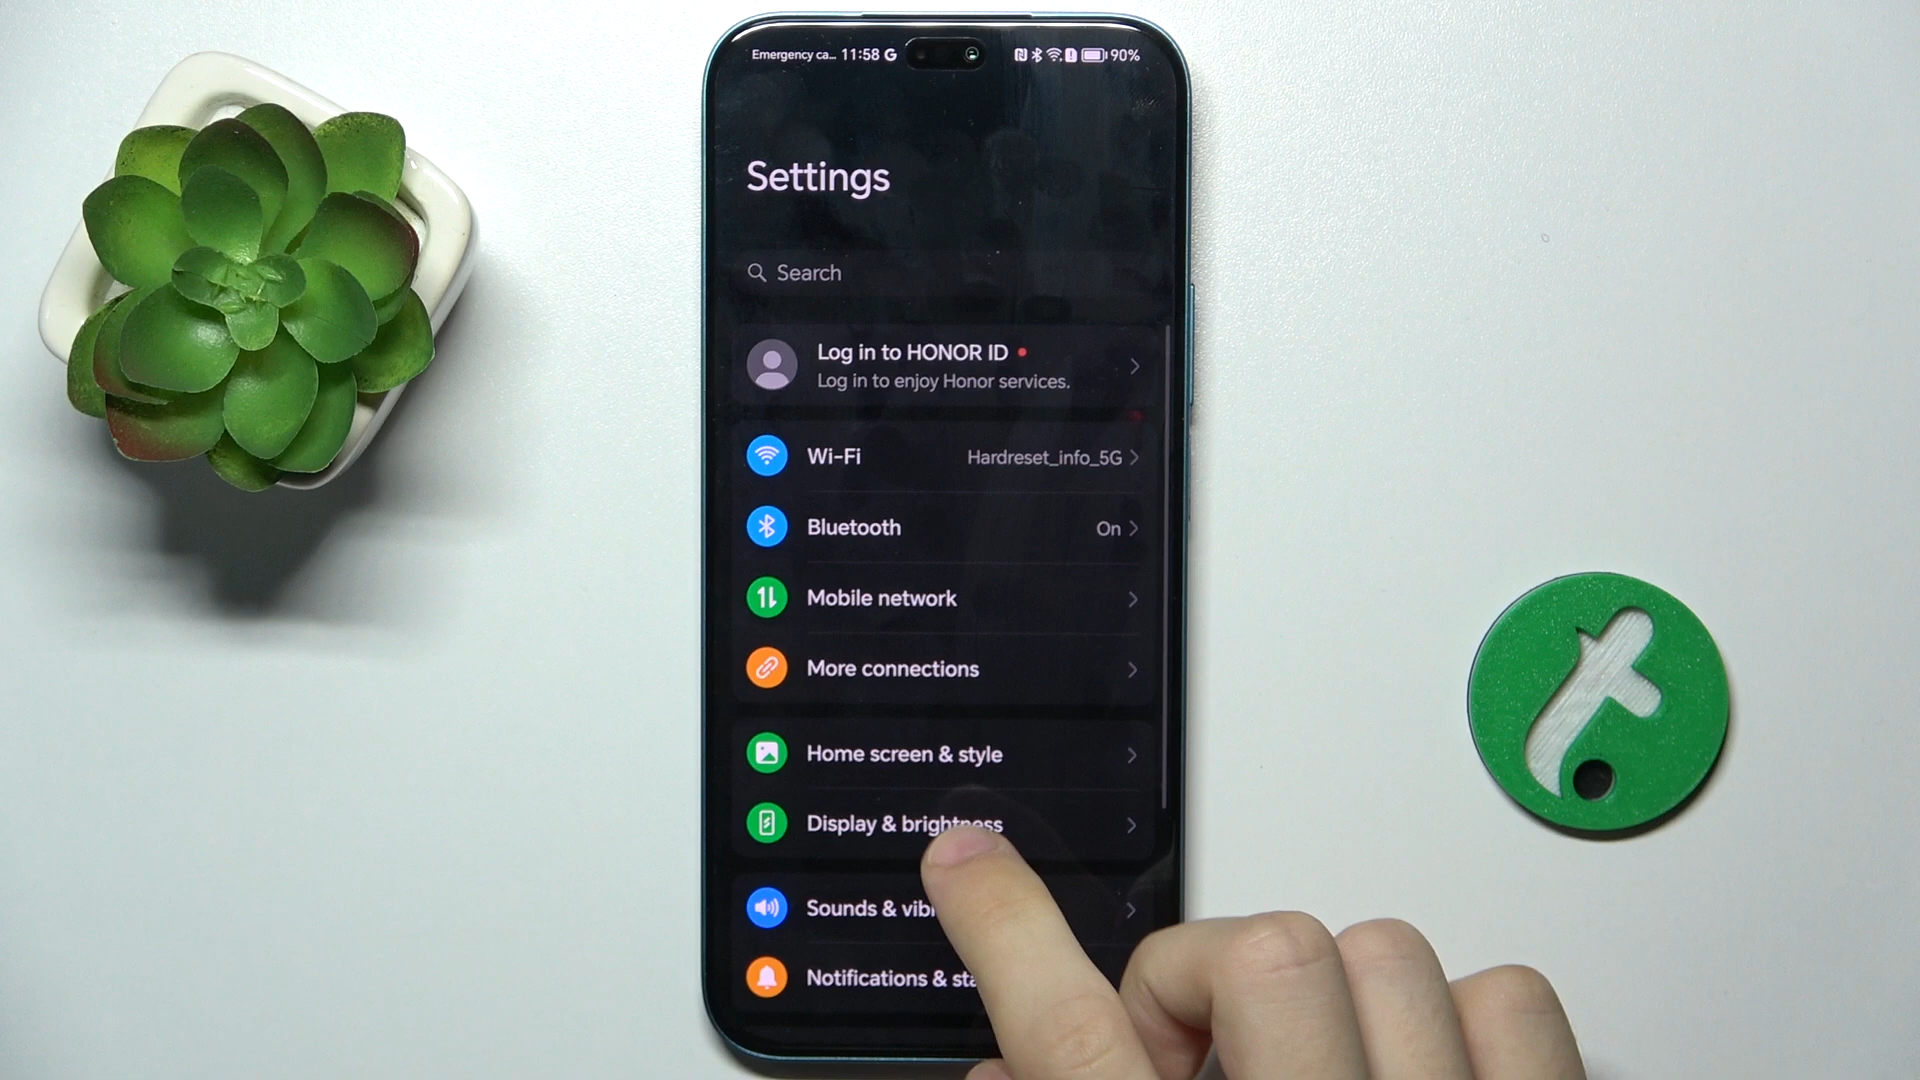 Emergency ca... 11:58 G 90%
Settings
Search
Log in to HONOR ID
Log in to enjoy Honor services.
Wi-Fi Hardreset_info_5G
Bluetooth On
Mobile network
More connections
Home screen & style
Display & brightness
Sounds & vib
Notifications & sta